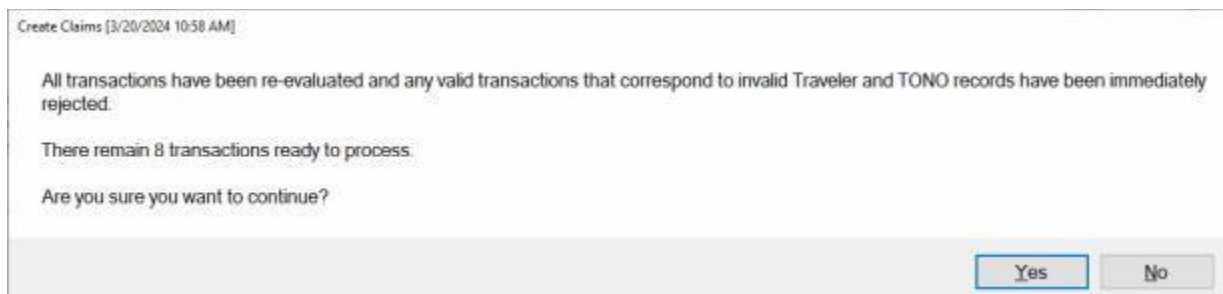 Create Claims [3/20/2024 10:58 AM]
All transactions have been re-evaluated and any valid transactions that correspond to invalid Traveler and TONO records have been immediately
rejected.
There remain 8 transactions ready to process.
Are you sure you want to continue?
Yes
No